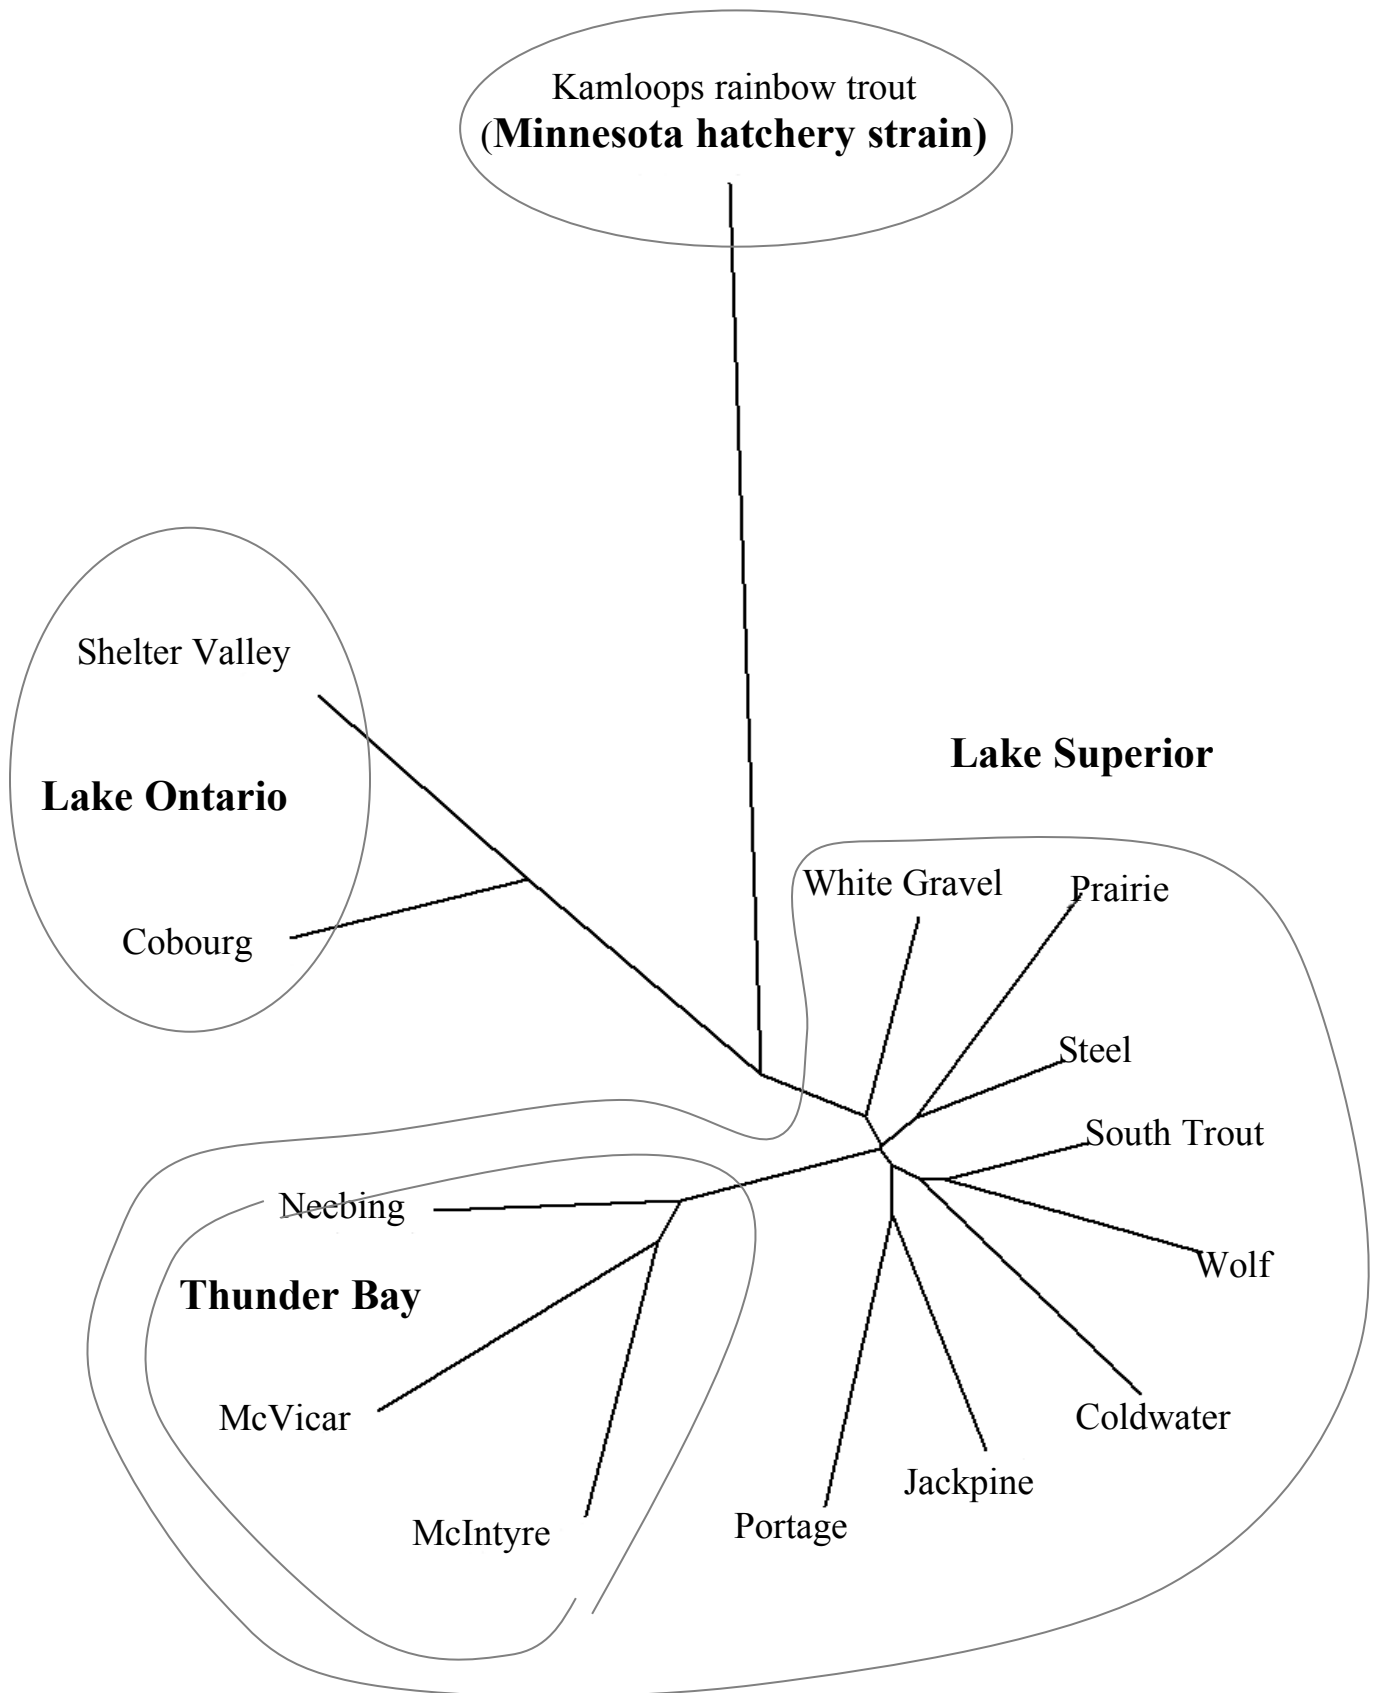 Kamloops rainbow trout
(Minnesota hatchery strain)
Shelter Valley
Lake Superior
Lake Ontario
White Gravel
Prairie
Cobourg
Steel
South Trout
Neebing
Wolf
Thunder Bay
McVicar
Coldwater
Jackpine
Portage
McIntyre